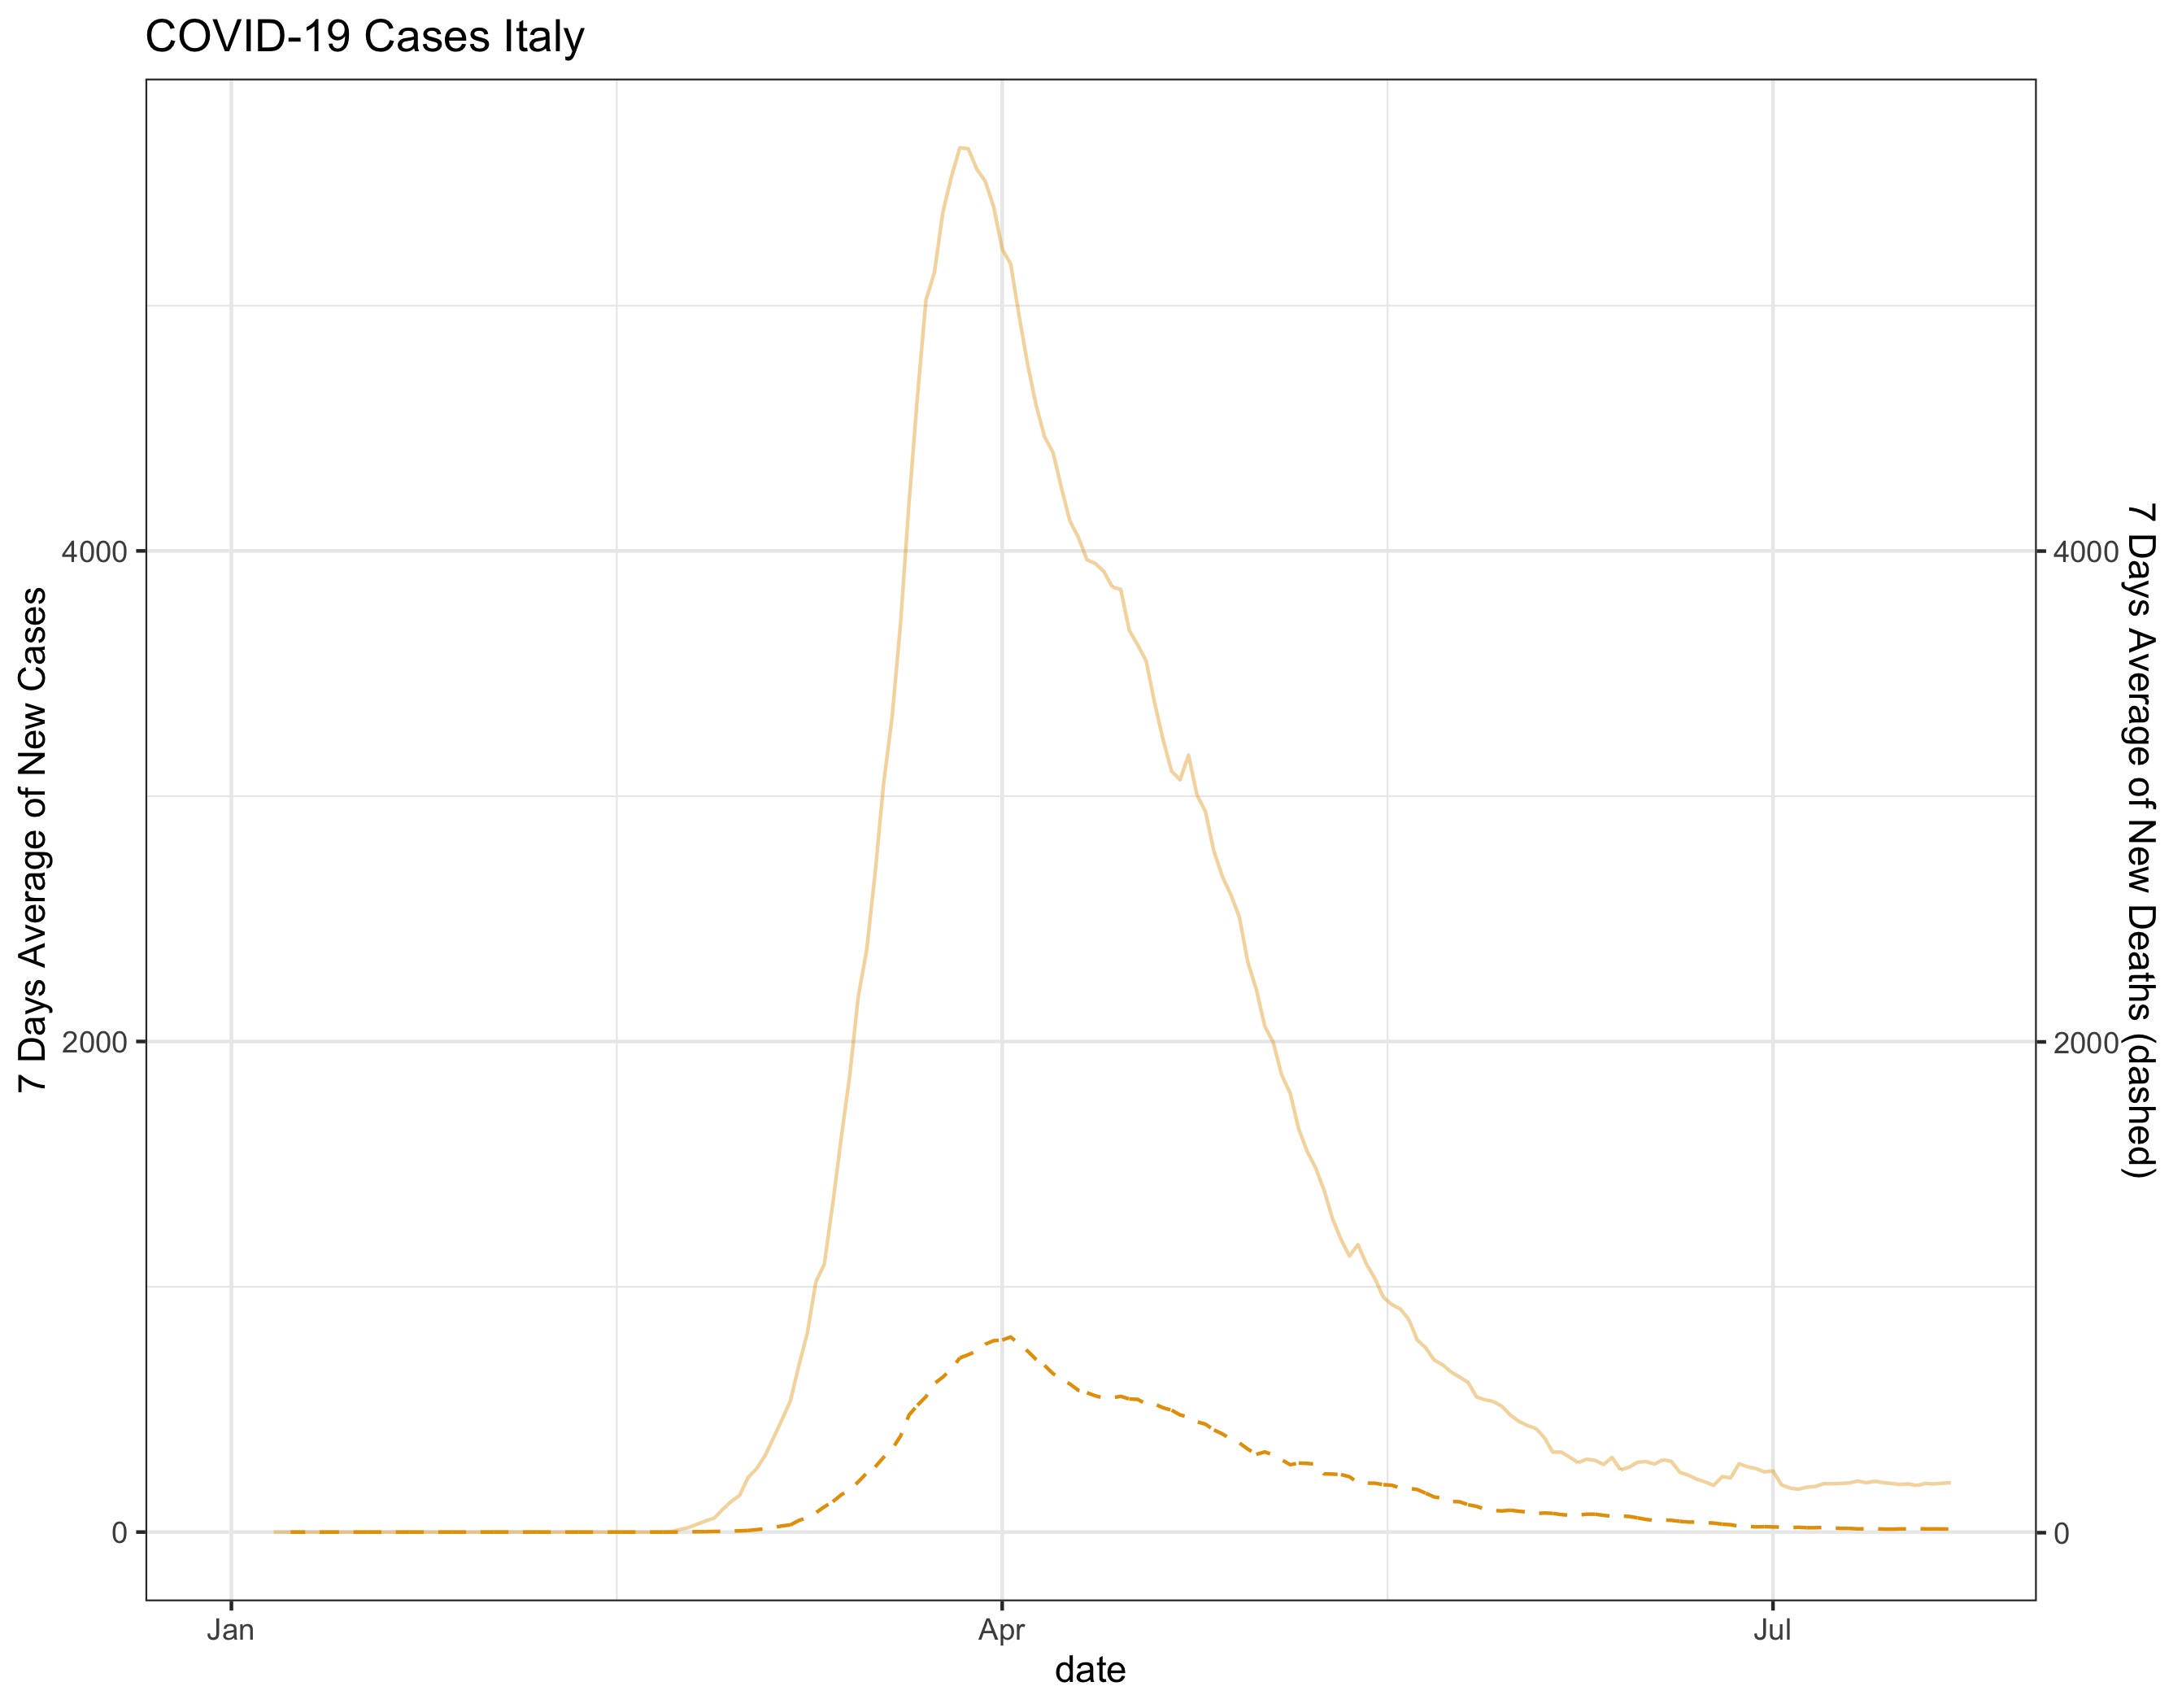 COVID-19 Cases Italy
7 Days Average of New Cases
4000
2000
0
4000
2000
0
7 Days Average of New Deaths (dashed)
Jan
Apr
Jul
date